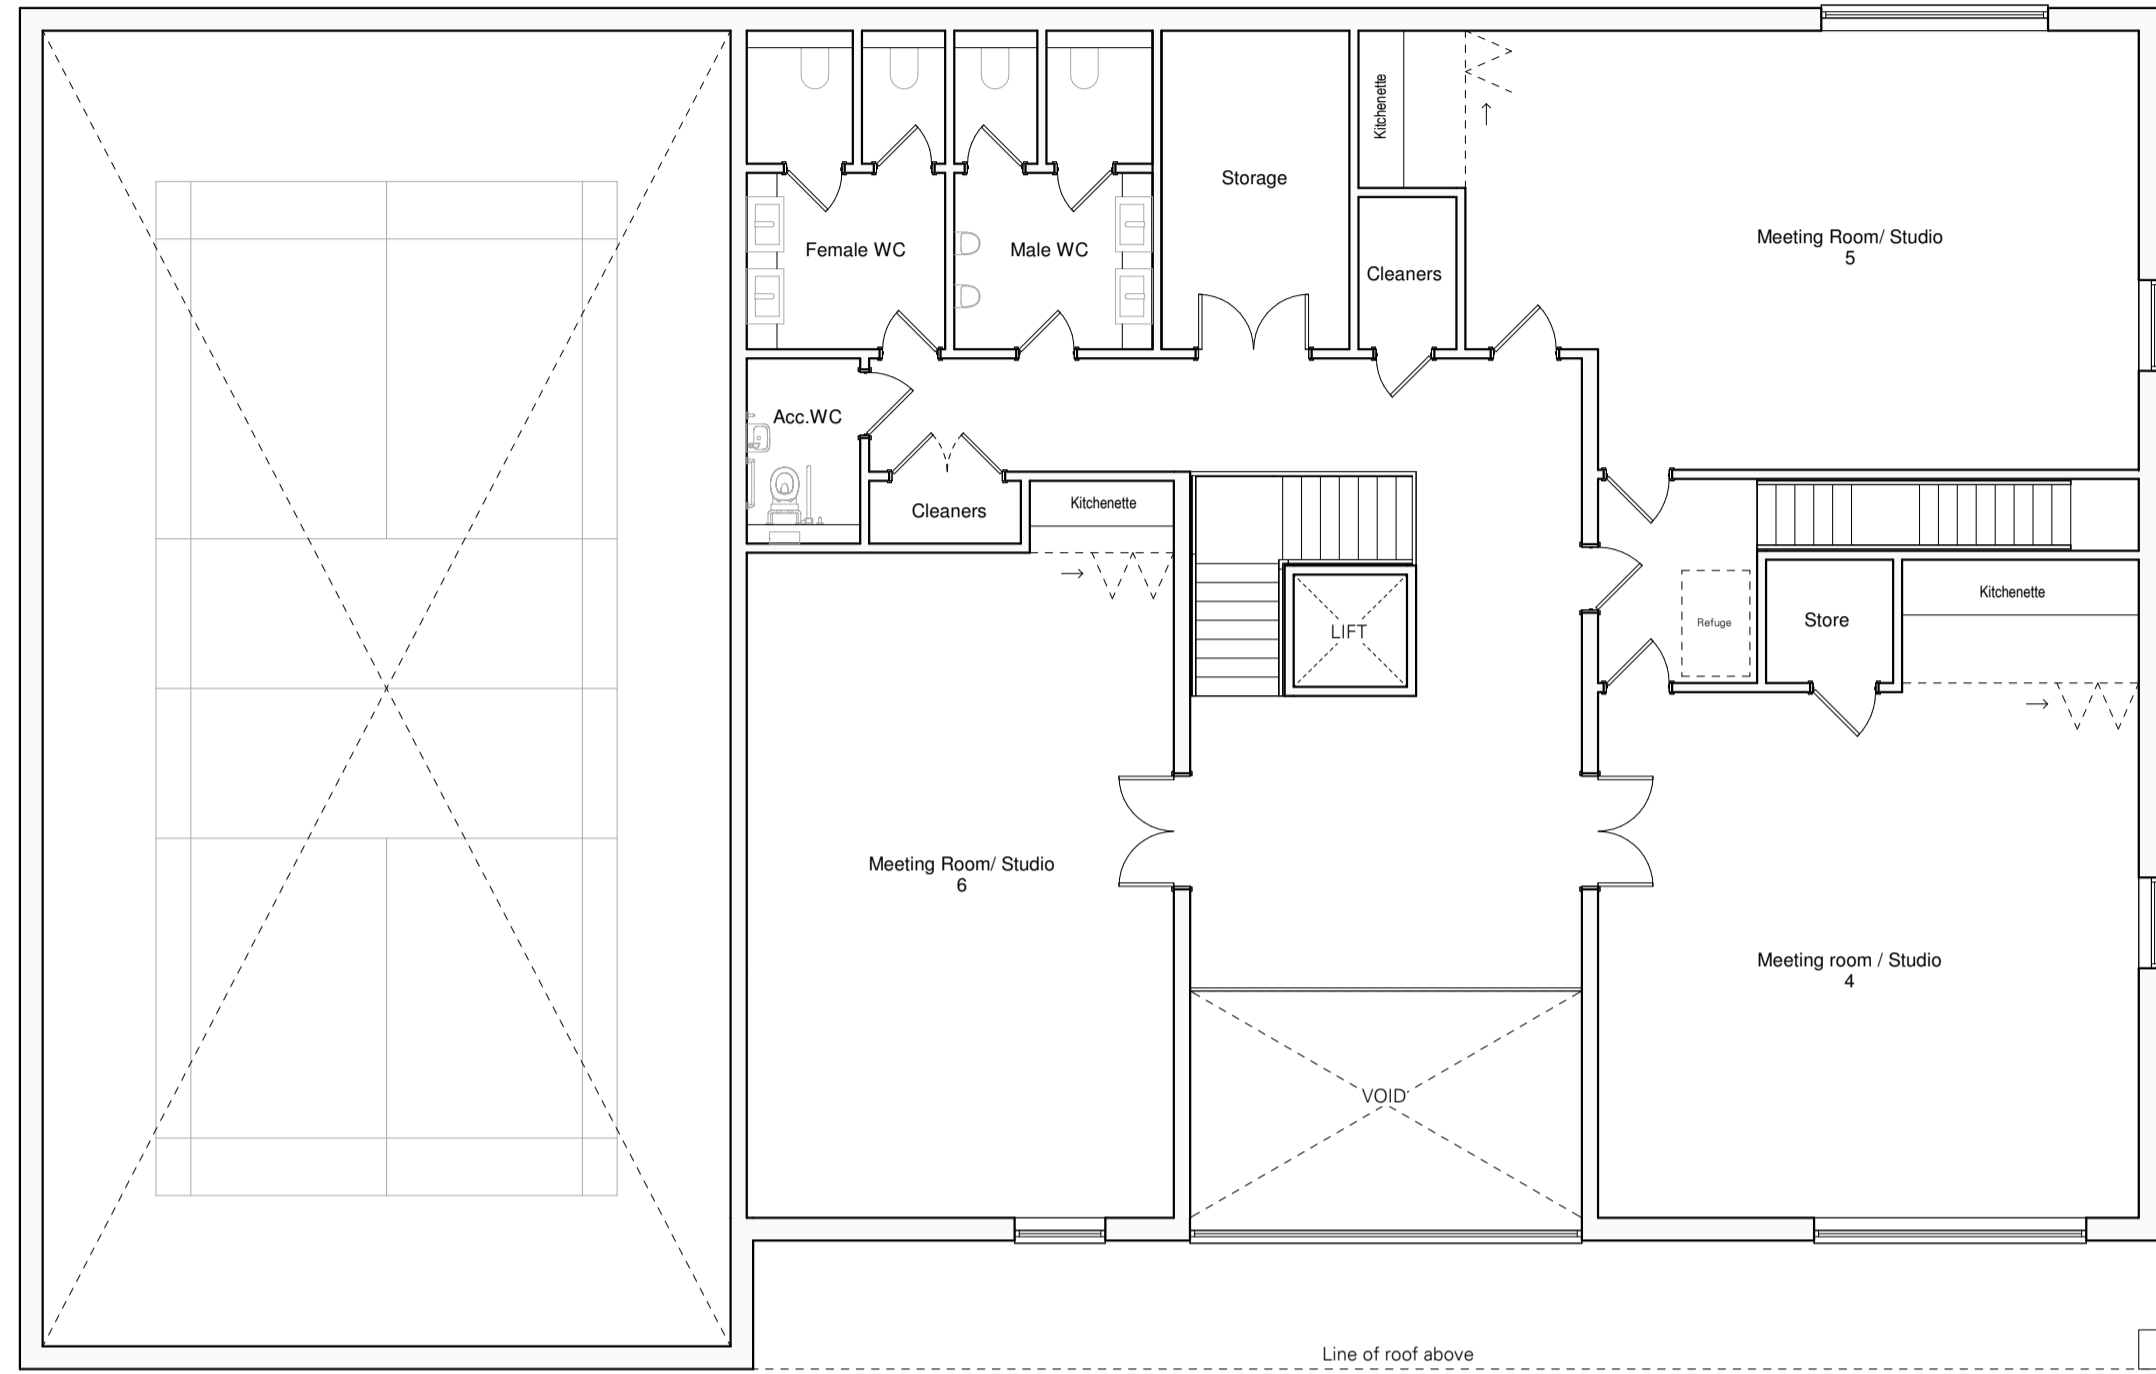 Kitchenette
Storage
Female WC
Male WC
Meeting Room/ Studio
5
Cleaners
Acc.WC
Cleaners
Kitchenette
Kitchenette
LIFT
Refuge
Store
Meeting Room/ Studio
6
Meeting room / Studio
4
VOID
Line of roof above